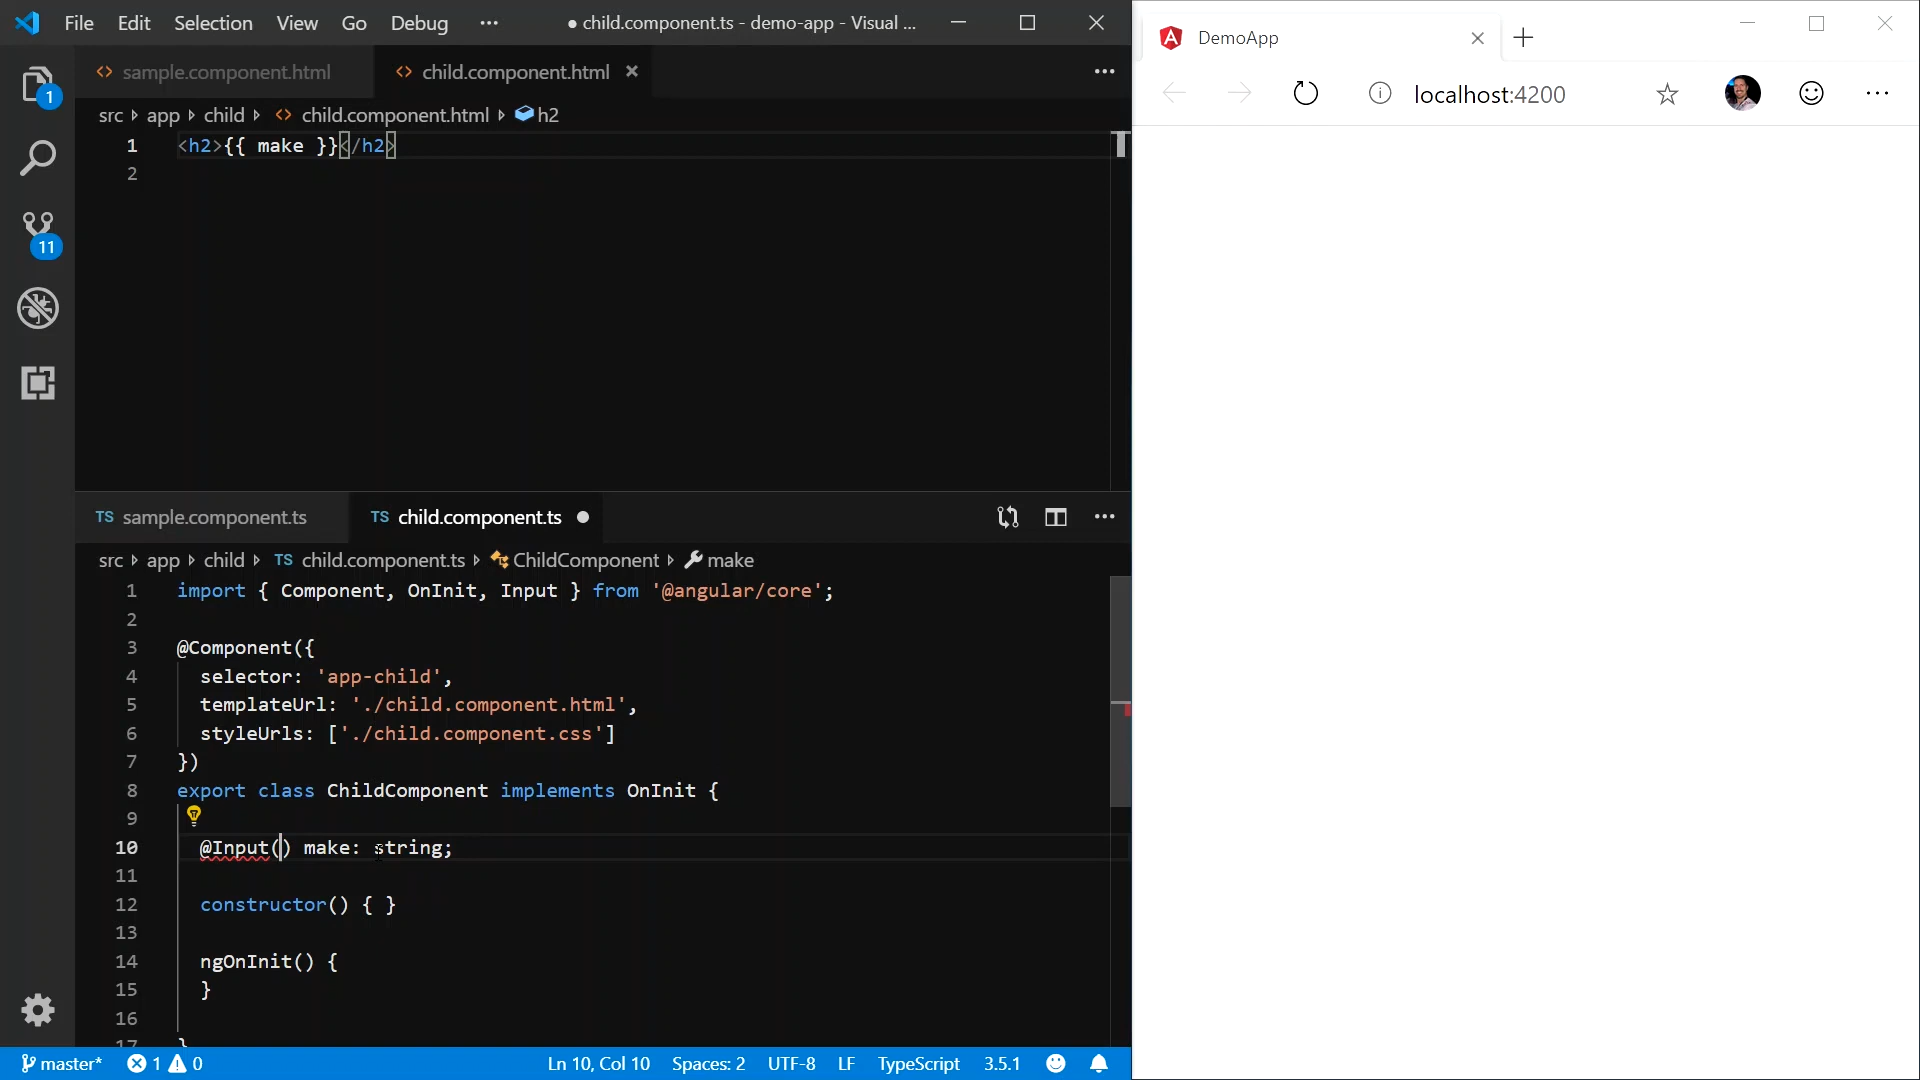 File Edit Selection View Go Debug ··· ● child.component.ts - demo-app - Visual ...
sample.component.html
child.component.html
src app child child.component.html h2
1 <h2>{{ make }}</h2>
2
TS sample.component.ts
TS child.component.ts ●
src app child TS child.component.ts ChildComponent make
1 import { Component, OnInit, Input } from '@angular/core';
2
3 @Component({
4 selector: 'app-child',
5 templateUrl: './child.component.html',
6 styleUrls: ['./child.component.css']
7 })
8 export class ChildComponent implements OnInit {
9
10 @Input() make: string;
11
12 constructor() { }
13
14 ngOnInit() {
15 }
16
17 }
1
11
master* 1 0 Ln 10, Col 10 Spaces: 2 UTF-8 LF TypeScript 3.5.1
DemoApp
localhost:4200